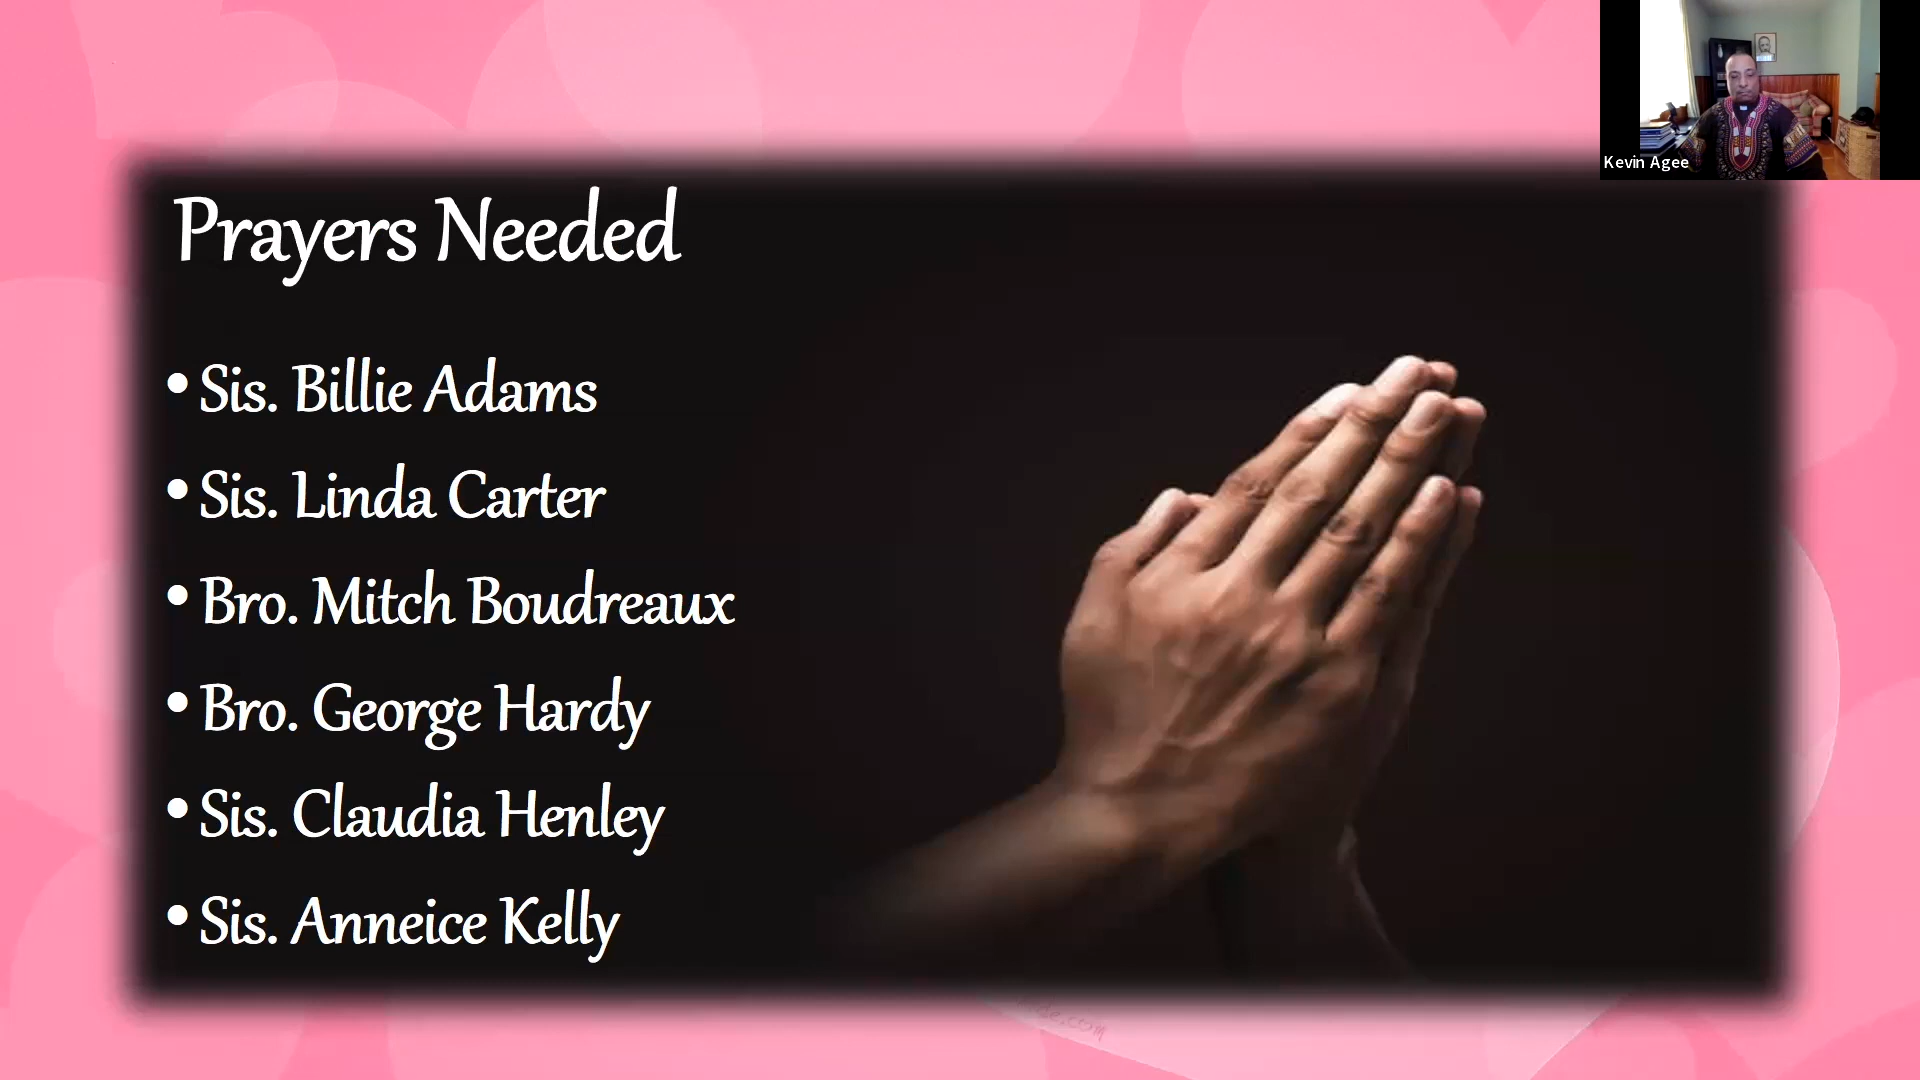 Kevin Agee
Prayers Needed
• Sis. Billie Adams
• Sis. Linda Carter
• Bro. Mitch Boudreaux
• Bro. George Hardy
• Sis. Claudia Henley
• Sis. Anneice Kelly